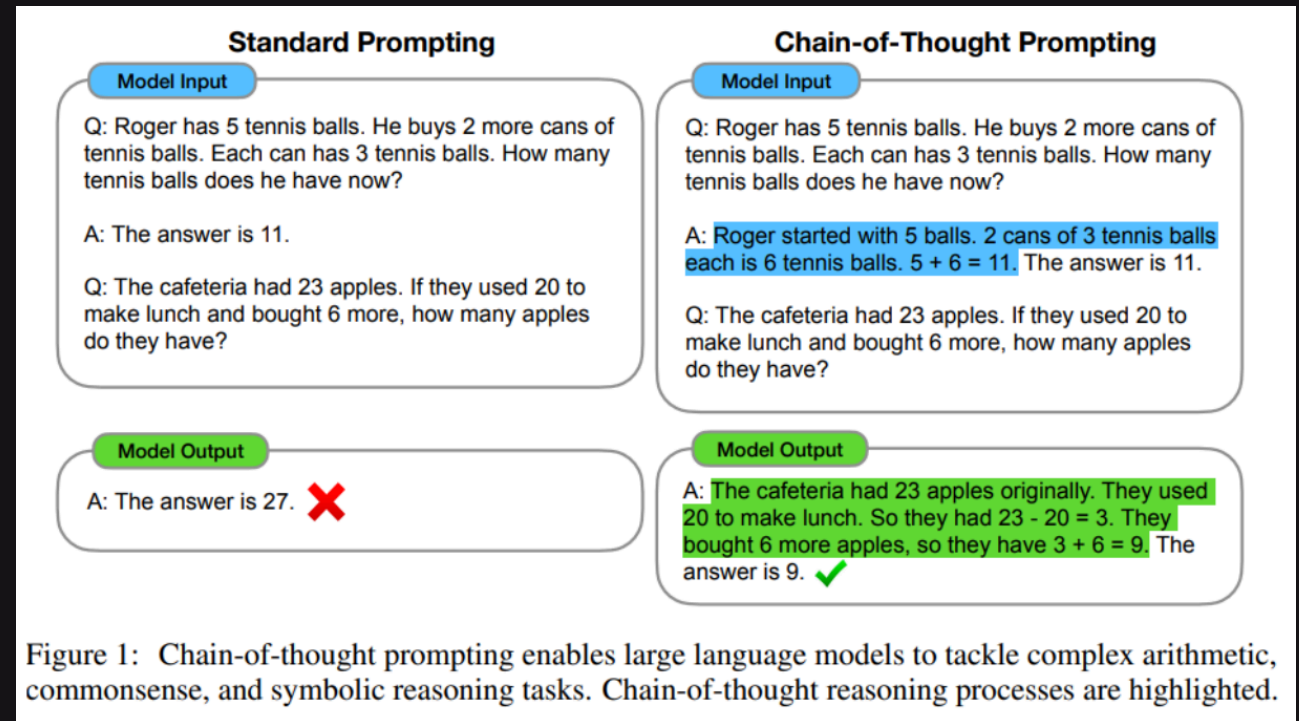 Standard Prompting
Model Input
Q: Roger has 5 tennis balls. He buys 2 more cans of
tennis balls. Each can has 3 tennis balls. How many
tennis balls does he have now?
A: The answer is 11.
Q: The cafeteria had 23 apples. If they used 20 to
make lunch and bought 6 more, how many apples
do they have?
Model Output
A: The answer is 27.
Chain-of-Thought Prompting
Model Input
Q: Roger has 5 tennis balls. He buys 2 more cans of
tennis balls. Each can has 3 tennis balls. How many
tennis balls does he have now?
A: Roger started with 5 balls. 2 cans of 3 tennis balls
each is 6 tennis balls. 5 + 6 = 11. The answer is 11.
Q: The cafeteria had 23 apples. If they used 20 to
make lunch and bought 6 more, how many apples
do they have?
Model Output
A: The cafeteria had 23 apples originally. They used
20 to make lunch. So they had 23 - 20 = 3. They
bought 6 more apples, so they have 3 + 6 = 9. The
answer is 9.
Figure 1: Chain-of-thought prompting enables large language models to tackle complex arithmetic,
commonsense, and symbolic reasoning tasks. Chain-of-thought reasoning processes are highlighted.